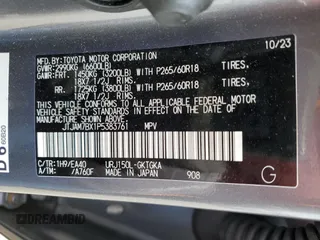 MFD. BY: TOYOTA MOTOR CORPORATION 10/23
GVWR: 2990KG (6600LB)
GAWR: FRT. 1450KG (3200LB) WITH P265/60R18
TIRES, 18X7 1/2J RIMS,
RR. 1725KG (3800LB) WITH P265/60R18
TIRES, 18X7 1/2J RIMS,
THIS VEHICLE CONFORMS TO ALL APPLICABLE
FEDERAL MOTOR VEHICLE SAFETY AND
STANDARDS IN EFFECT ON THE DATE OF
MANUFACTURE SHOWN ABOVE.
JTJAM7BX1P5383761 MPV
C/TR: 1H9/EA40 URJ150L-GKTGKA
A/TM: /A760F MADE IN JAPAN 908
G
D6
60B20